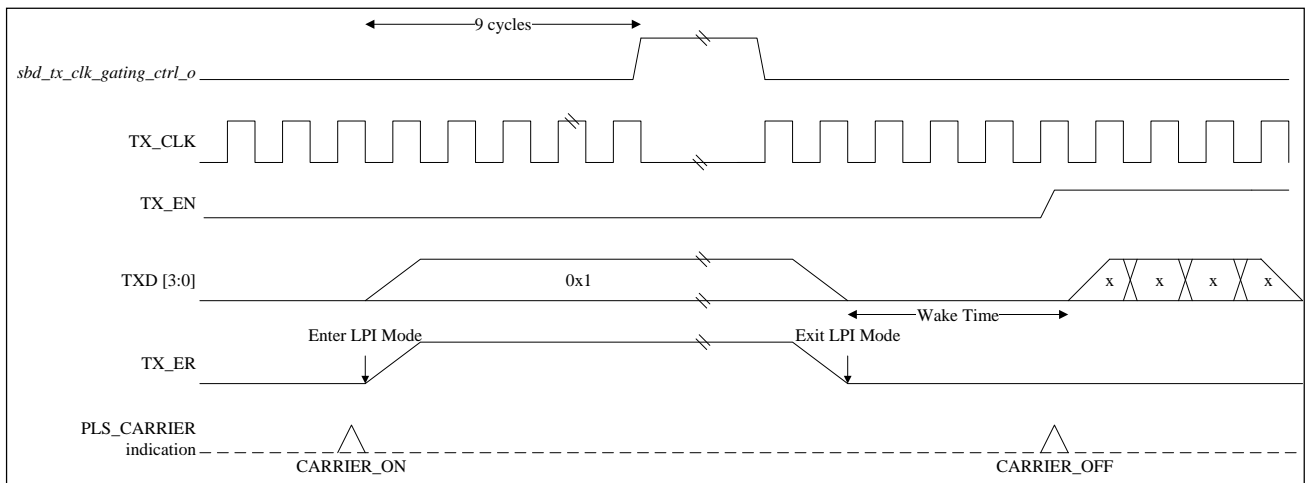 9 cycles
sbd_tx_clk_gating_ctrl_o
TX_CLK
TX_EN
TXD [3:0]
0x1
x
x
x
x
Wake Time
Enter LPI Mode
Exit LPI Mode
TX_ER
PLS_CARRIER
indication
CARRIER_ON
CARRIER_OFF